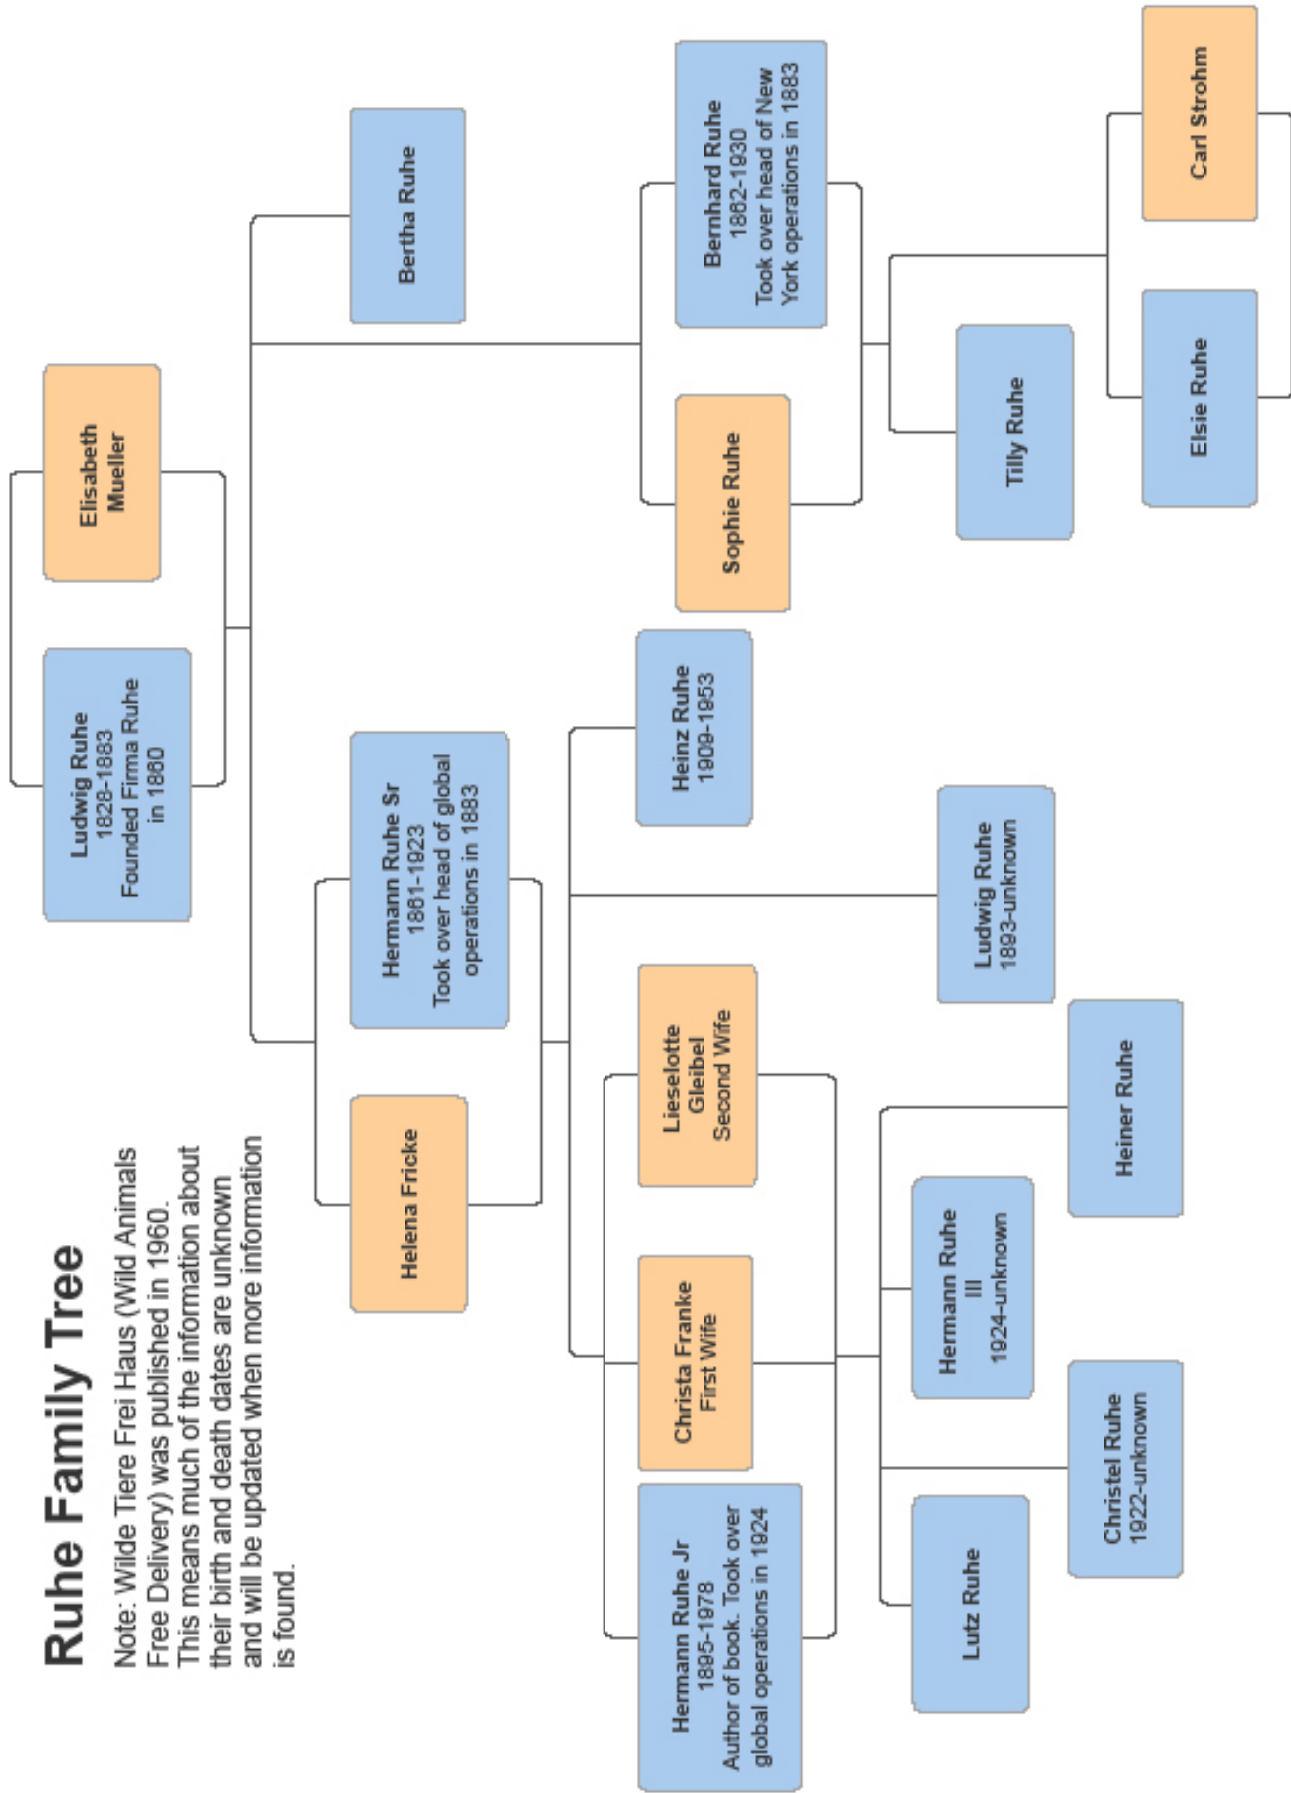 Ruhe Family Tree
Note: Wilde Tiere Frei Haus (Wild Animals
Free Delivery) was published in 1960.
This means much of the information about
their birth and death dates are unknown
and will be updated when more information
is found.
Ludwig Ruhe
1828-1883
Founded Firma Ruhe
in 1860
Elisabeth
Mueller
Helena Fricke
Hermann Ruhe Sr
1861-1923
Took over head of global
operations in 1883
Bertha Ruhe
Hermann Ruhe Jr
1895-1978
Author of book. Took over
global operations in 1924
Christa Franke
First Wife
Lieselotte
Gleibel
Second Wife
Heinz Ruhe
1909-1953
Sophie Ruhe
Bernhard Ruhe
1862-1930
Took over head of New
York operations in 1883
Lutz Ruhe
Hermann Ruhe
III
1924-unknown
Ludwig Ruhe
1893-unknown
Tilly Ruhe
Christel Ruhe
1922-unknown
Heiner Ruhe
Elsie Ruhe
Carl Strohm